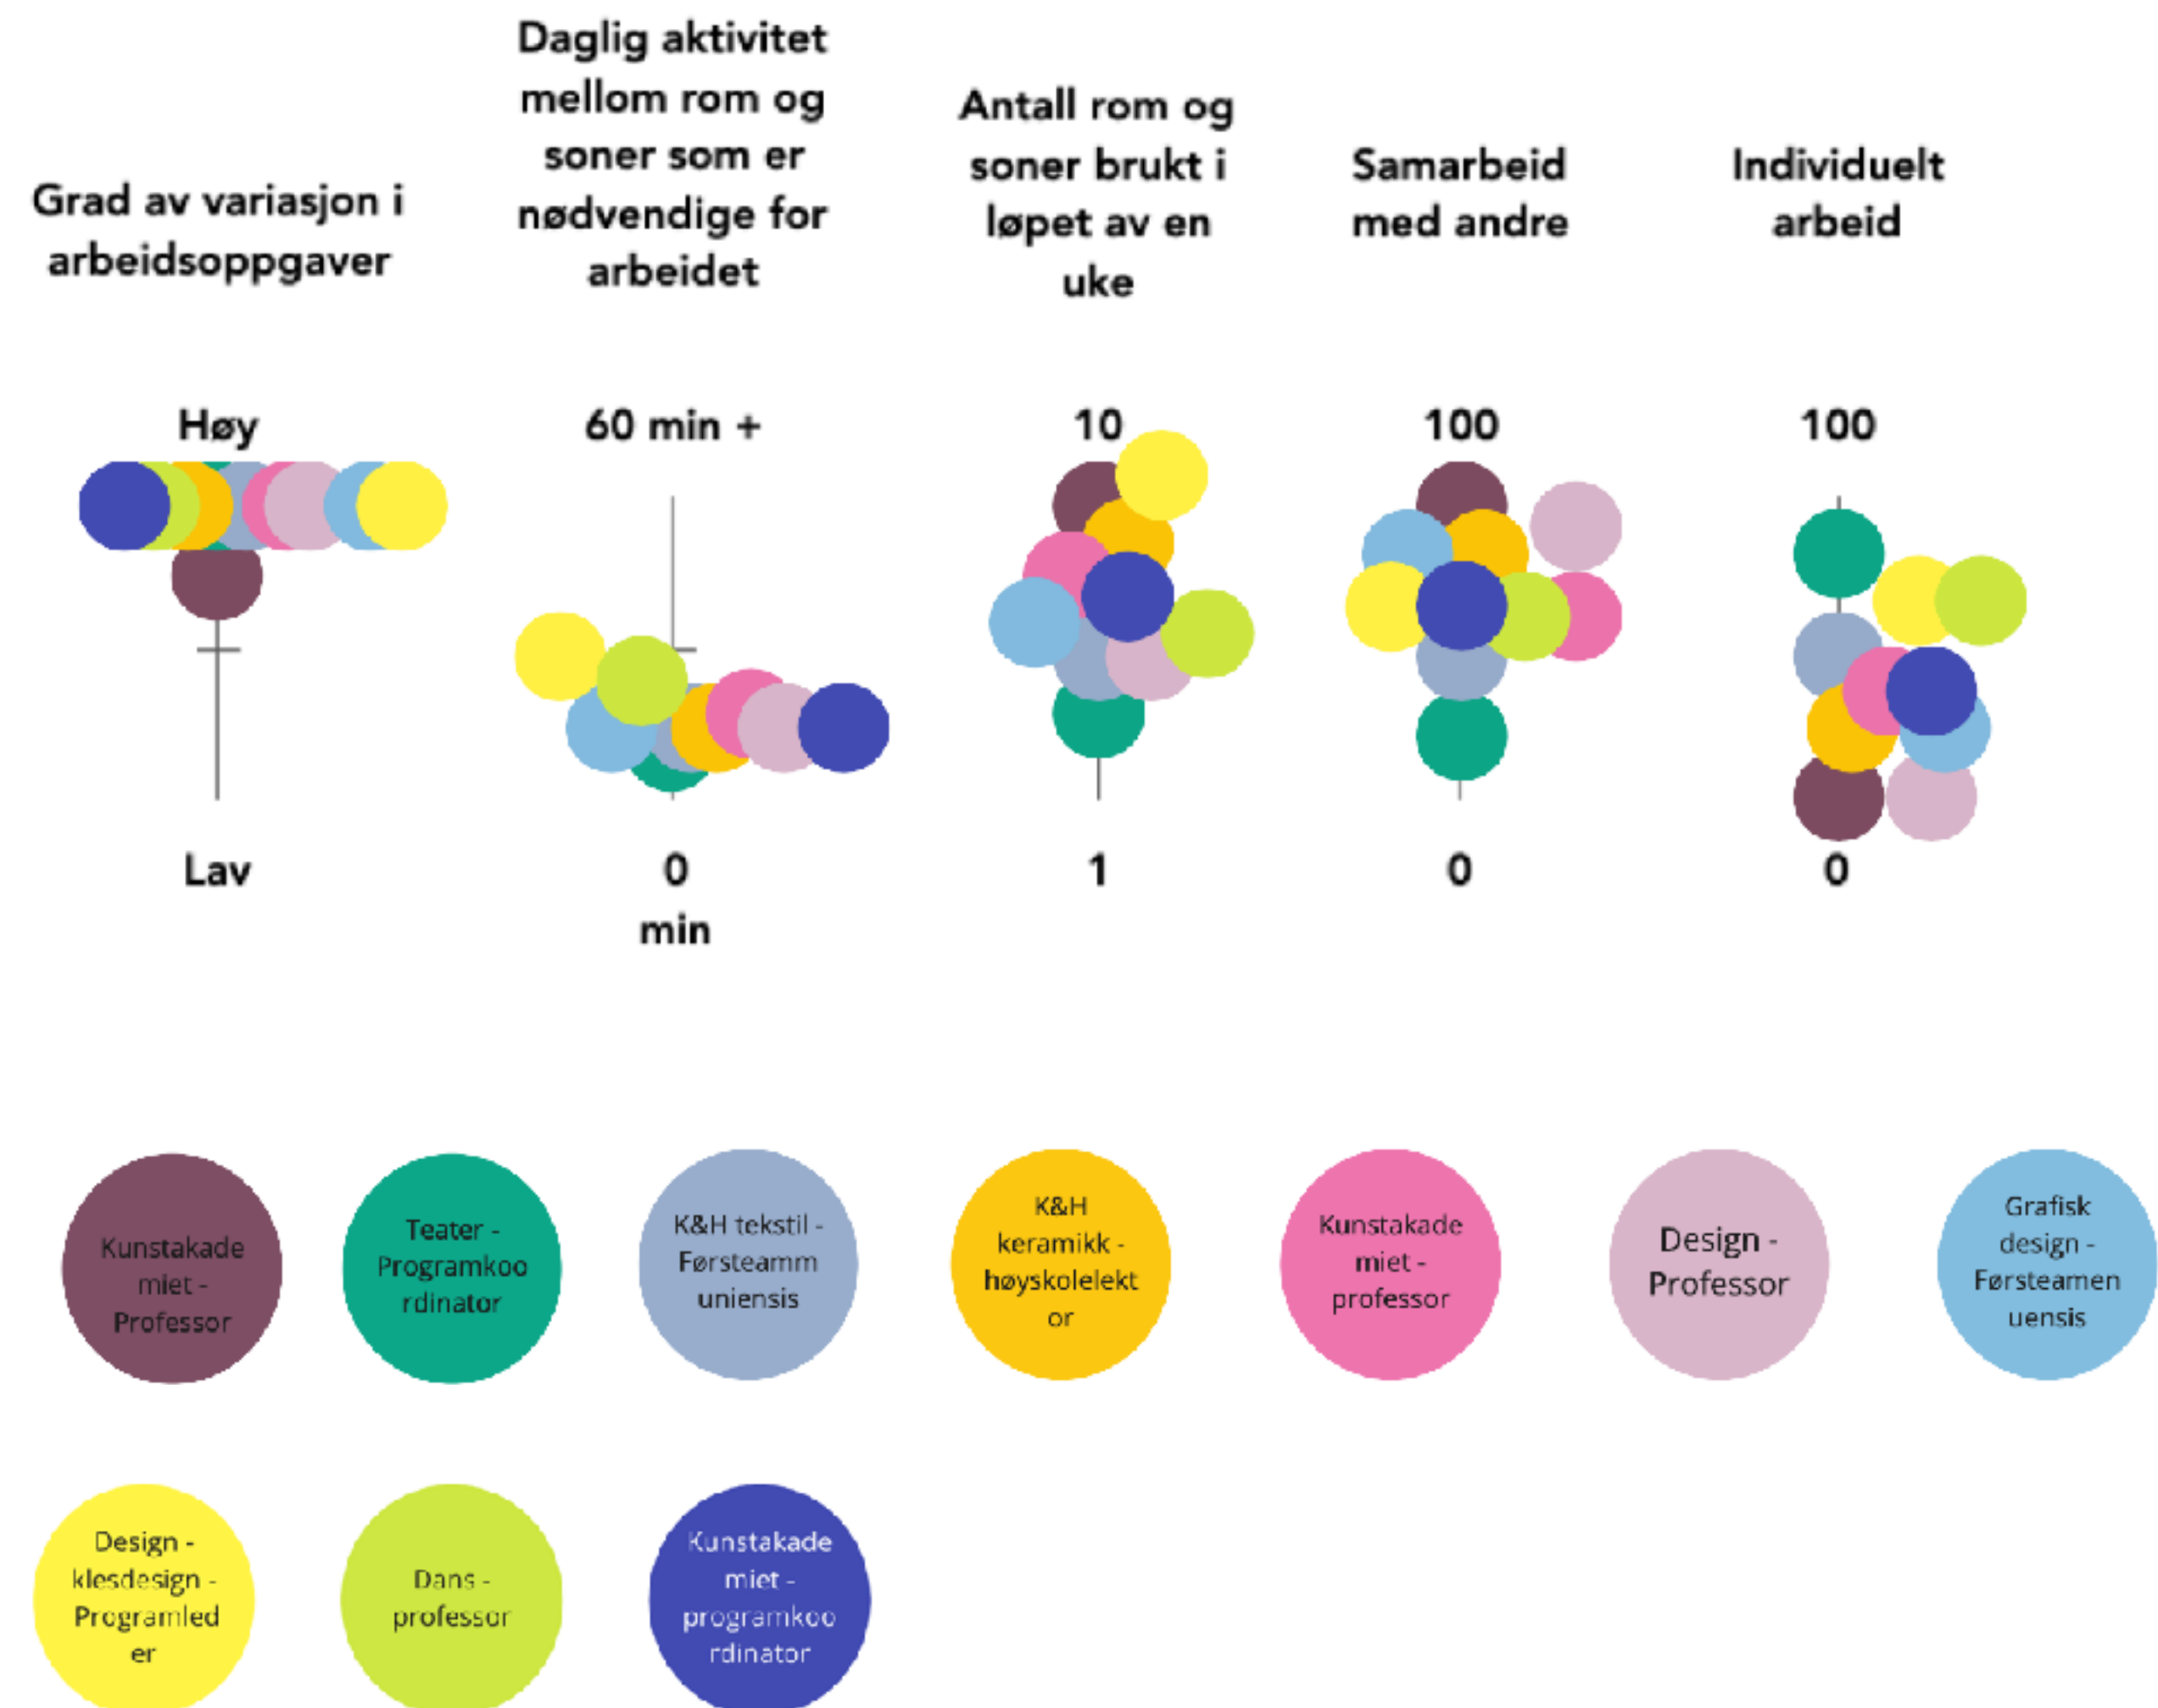 Grad av variasjon i
arbeidsoppgaver
Daglig aktivitet
mellom rom og
soner som er
nødvendige for
arbeidet
Antall rom og
soner brukt i
løpet av en
uke
Samarbeid
med andre
Individuelt
arbeid
Høy
60 min +
10
100
100
Lav
0
min
1
0
0
Kunstakade
miet -
Professor
Teater -
Programkoo
rdinator
K&H tekstil -
Førsteamm
uniensis
K&H
keramikk -
høyskolelekt
or
Kunstakade
miet -
professor
Design -
Professor
Grafisk
design -
Førsteamen
uensis
Design -
klesdesign -
Programled
er
Dans -
professor
Kunstakade
miet -
programkoo
rdinator